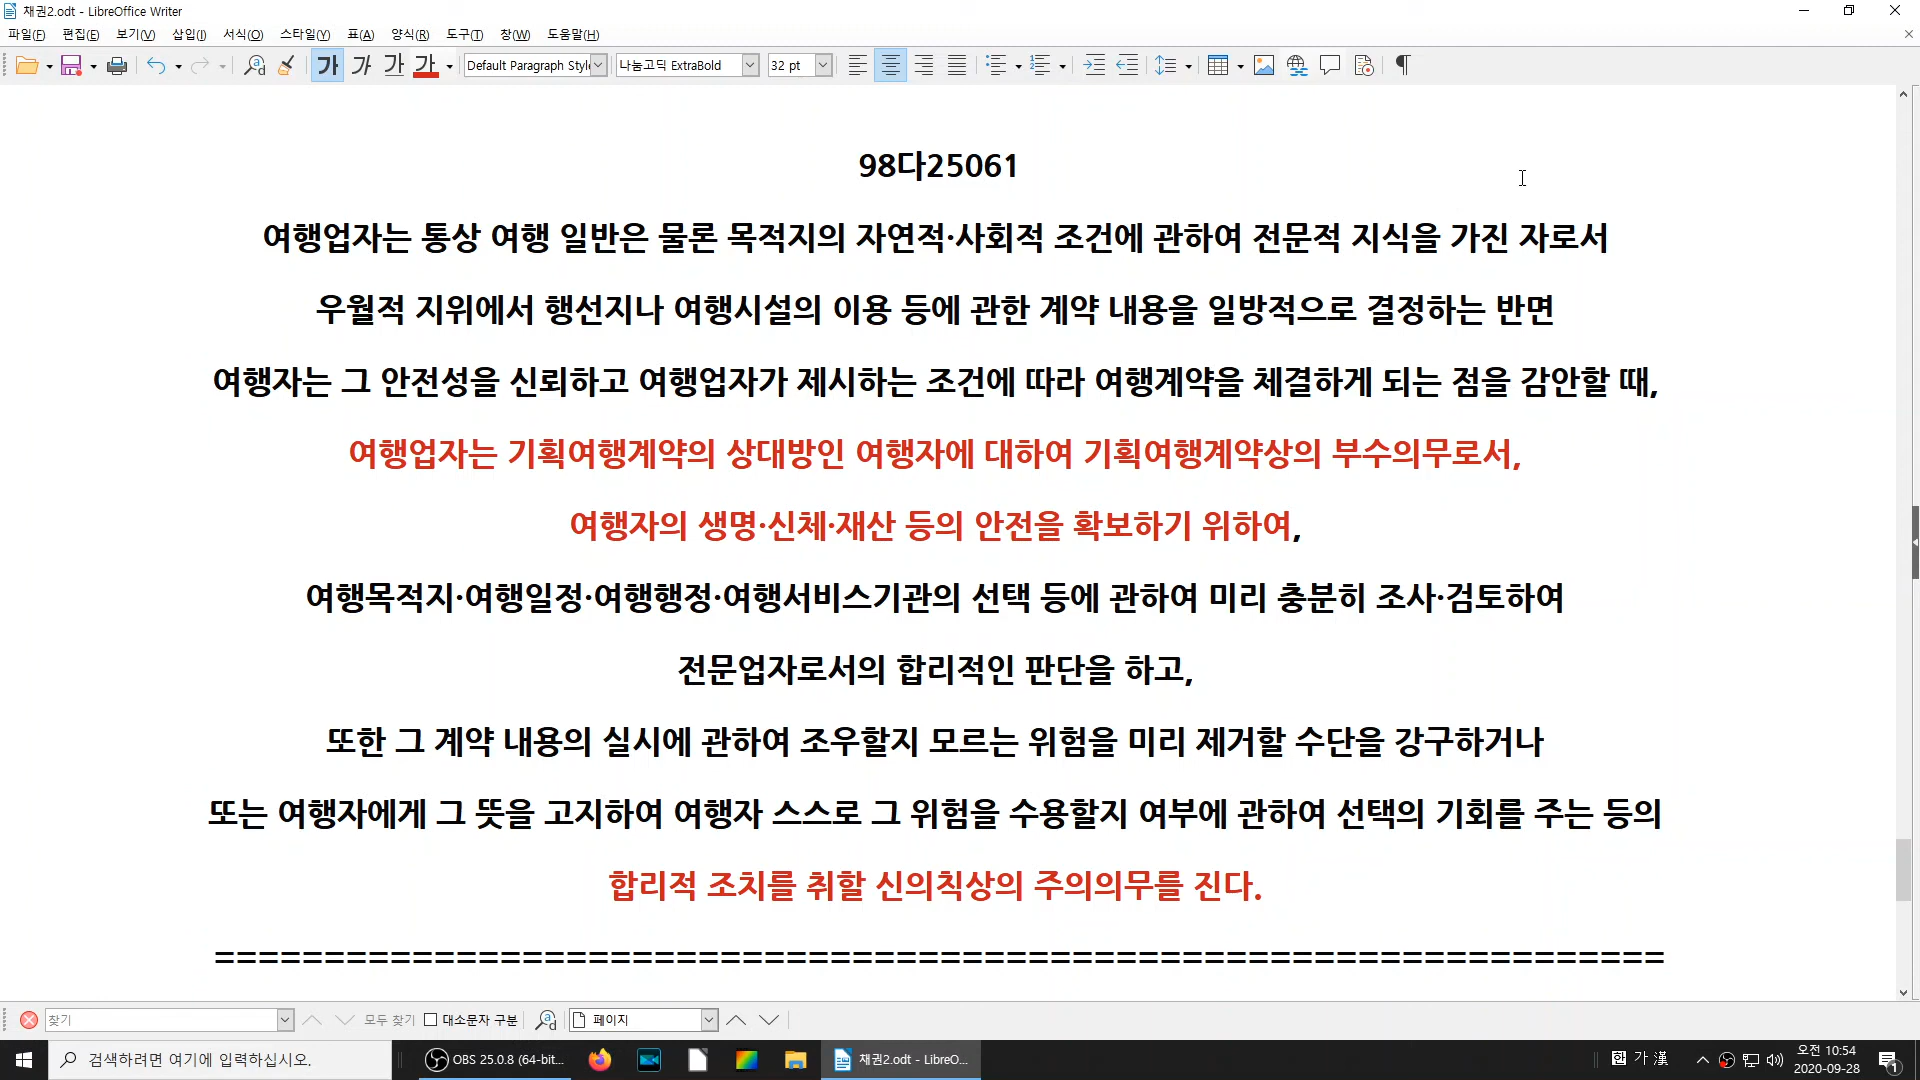 채권2.odt - LibreOffice Writer
파일(F) 편집(E) 보기(V) 삽입(I) 서식(O) 스타일(Y) 표(A) 양식(R) 도구(T) 창(W) 도움말(H)
가 가 가 가 Default Paragraph Style 나눔고딕 ExtraBold 32 pt
98다25061
여행업자는 통상 여행 일반은 물론 목적지의 자연적·사회적 조건에 관하여 전문적 지식을 가진 자로서
우월적 지위에서 행선지나 여행시설의 이용 등에 관한 계약 내용을 일방적으로 결정하는 반면
여행자는 그 안전성을 신뢰하고 여행업자가 제시하는 조건에 따라 여행계약을 체결하게 되는 점을 감안할 때,
여행업자는 기획여행계약의 상대방인 여행자에 대하여 기획여행계약상의 부수의무로서,
여행자의 생명·신체·재산 등의 안전을 확보하기 위하여,
여행목적지·여행일정·여행행정·여행서비스기관의 선택 등에 관하여 미리 충분히 조사·검토하여
전문업자로서의 합리적인 판단을 하고,
또한 그 계약 내용의 실시에 관하여 조우할지 모르는 위험을 미리 제거할 수단을 강구하거나
또는 여행자에게 그 뜻을 고지하여 여행자 스스로 그 위험을 수용할지 여부에 관하여 선택의 기회를 주는 등의
합리적 조치를 취할 신의칙상의 주의의무를 진다.
==================================================================
찾기 모두 찾기 대소문자 구분 페이지
검색하려면 여기에 입력하십시오. OBS 25.0.8 (64-bit... 채권2.odt - LibreO... 한 가 漢 오전 10:54
2020-09-28 1